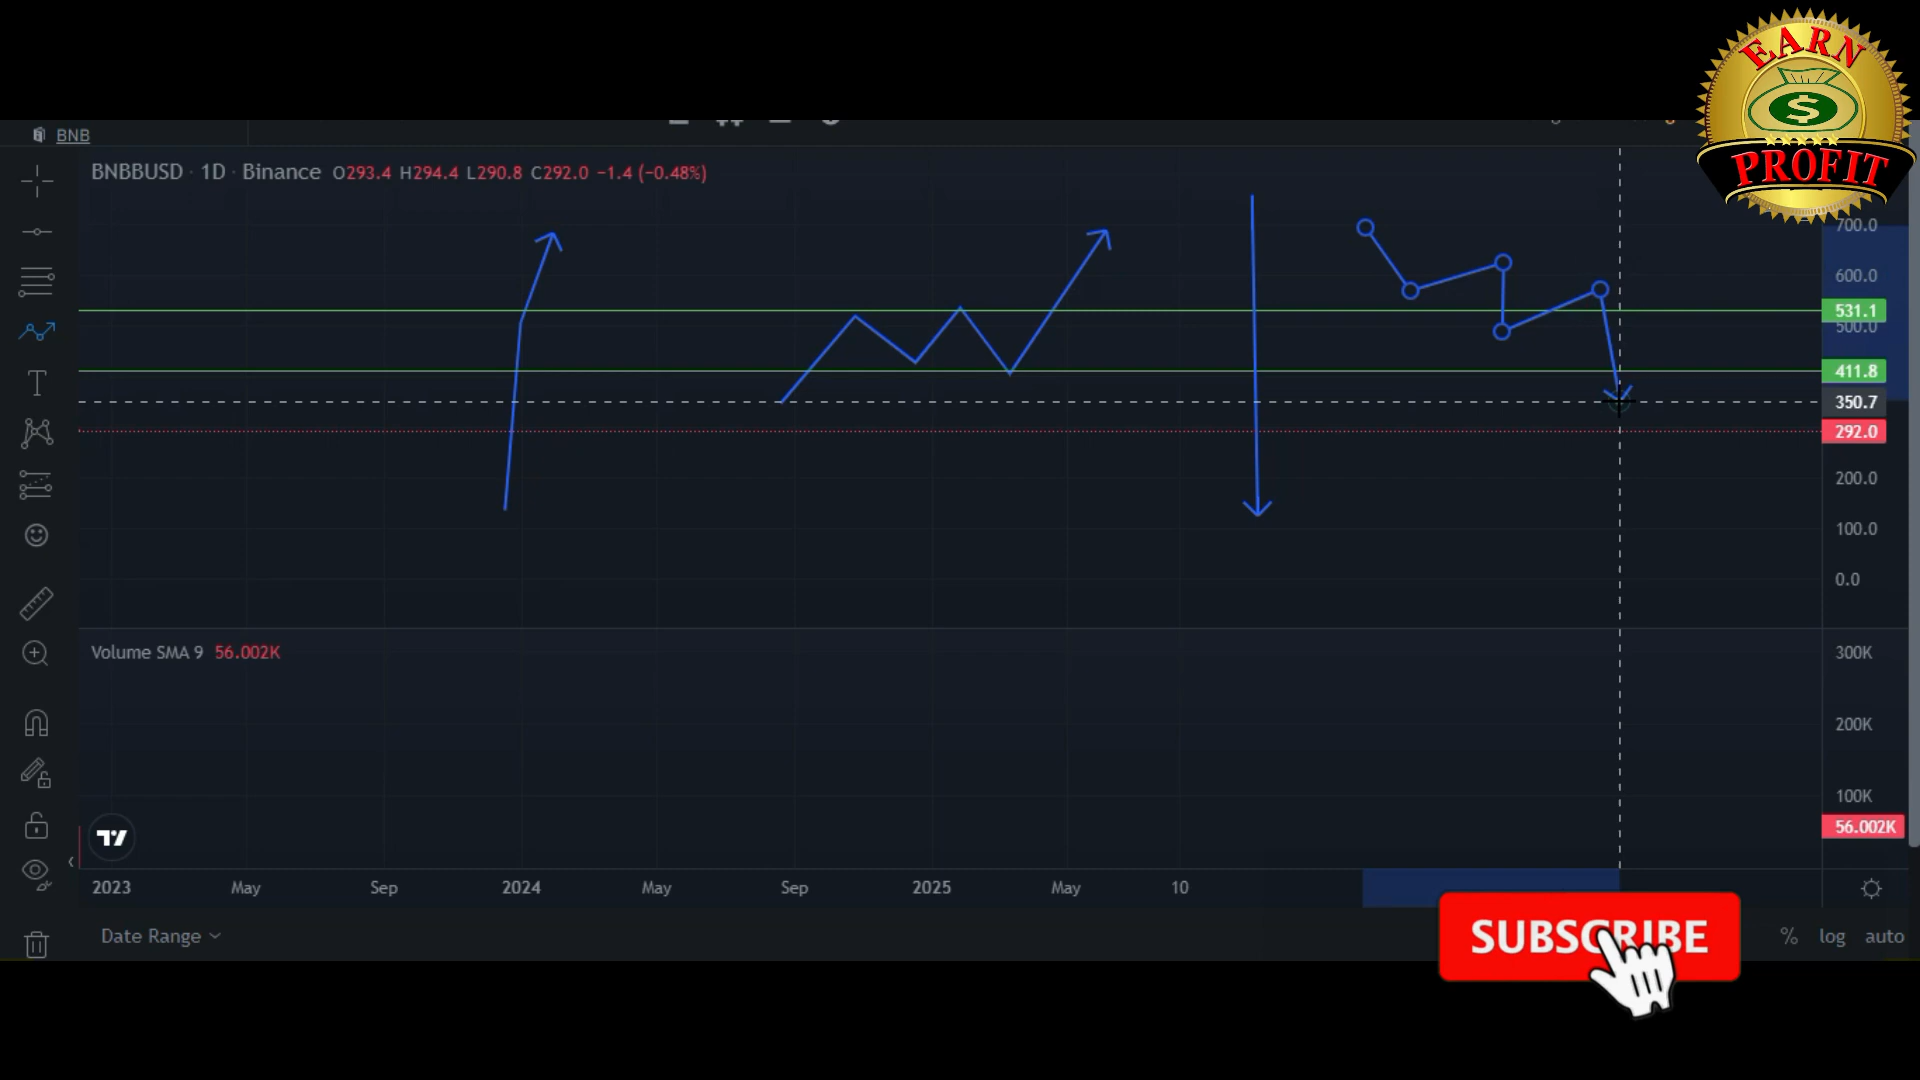 EARN
$
PROFIT
BNB
BNBBUSD · 1D · Binance O293.4 H294.4 L290.8 C292.0 −1.4 (−0.48%)
700.0
600.0
531.1
500.0
411.8
350.7
292.0
200.0
100.0
0.0
T
Volume SMA 9 56.002K
300K
200K
100K
56.002K
2023 May Sep 2024 May Sep 2025 May 10
Date Range
% log auto
SUBSCRIBE